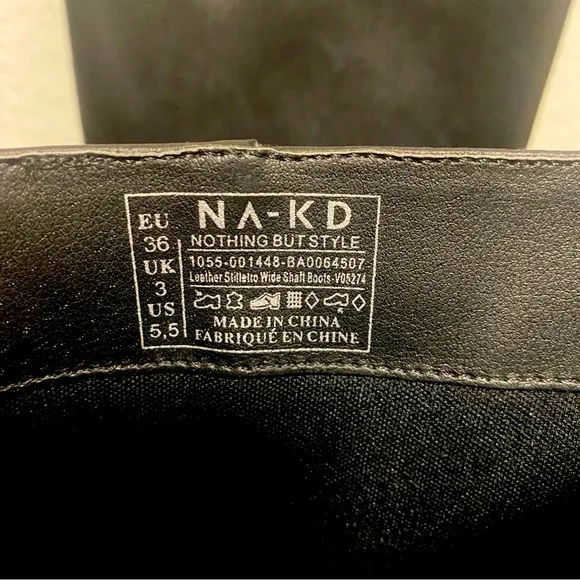 EU
36
UK
3
US
5,5
NA-KD
NOTHING BUT STYLE
1055-001448-BA0064507
Leather Stilletto Wide Shaft Boots-V05274
MADE IN CHINA
FABRIQUÉ EN CHINE